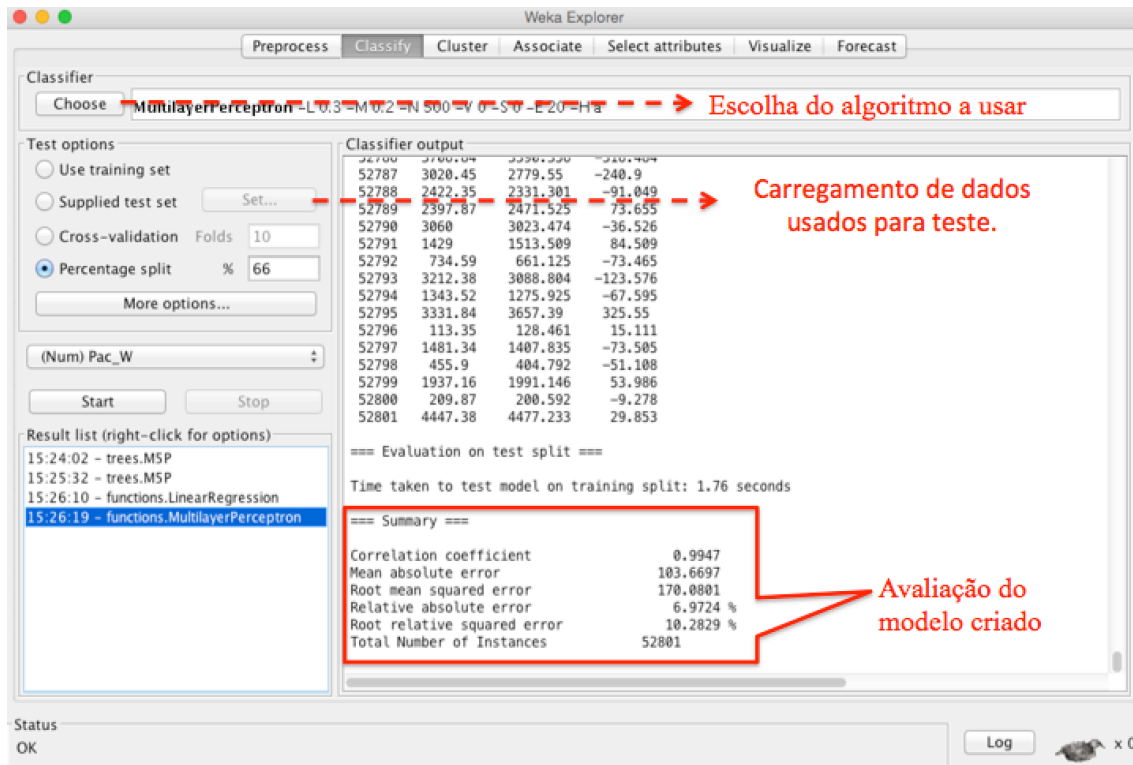 Weka Explorer
Preprocess Classify Cluster Associate Select attributes Visualize Forecast
Classifier
Choose MultilayerPerceptron -L 0.3 -M 0.2 -N 500 -V 0 -S 0 -E 20 -H a
Escolha do algoritmo a usar
Test options
Use training set
Supplied test set Set...
Cross-validation Folds 10
Percentage split % 66
More options...
(Num) Pac_W
Start Stop
Result list (right-click for options)
15:24:02 - trees.M5P
15:25:32 - trees.M5P
15:26:10 - functions.LinearRegression
15:26:19 - functions.MultilayerPerceptron
Classifier output
52787 3020.45 2779.55 -240.9
52788 2422.35 2331.301 -91.049
52789 2397.87 2471.525 73.655
52790 3060 3023.474 -36.526
52791 1429 1513.509 84.509
52792 734.59 661.125 -73.465
52793 3212.38 3088.804 -123.576
52794 1343.52 1275.925 -67.595
52795 3331.84 3657.39 325.55
52796 113.35 128.461 15.111
52797 1481.34 1407.835 -73.505
52798 455.9 404.792 -51.108
52799 1937.16 1991.146 53.986
52800 209.87 200.592 -9.278
52801 4447.38 4477.233 29.853
Carregamento de dados
usados para teste.
=== Evaluation on test split ===
Time taken to test model on training split: 1.76 seconds
=== Summary ===
Correlation coefficient 0.9947
Mean absolute error 103.6697
Root mean squared error 170.0801
Relative absolute error 6.9724 %
Root relative squared error 10.2829 %
Total Number of Instances 52801
Avaliação do
modelo criado
Status
OK
Log
x 0